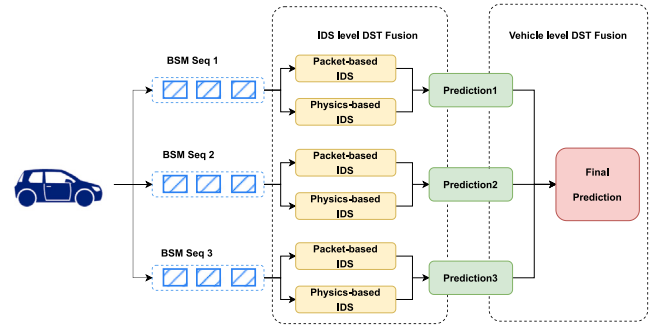 IDS level DST Fusion
Vehicle level DST Fusion
BSM Seq 1
Packet-based
IDS
Physics-based
IDS
Prediction1
BSM Seq 2
Packet-based
IDS
Physics-based
IDS
Prediction2
Final
Prediction
BSM Seq 3
Packet-based
IDS
Physics-based
IDS
Prediction3